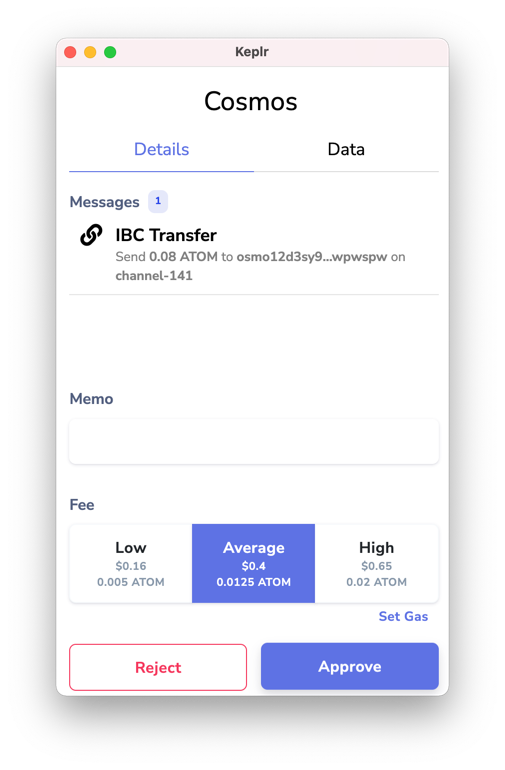 Keplr
Cosmos
Details
Data
Messages 1
IBC Transfer
Send 0.08 ATOM to osmo12d3sy9...wpwspw on
channel-141
Memo
Fee
Low
$0.16
0.005 ATOM
Average
$0.4
0.0125 ATOM
High
$0.65
0.02 ATOM
Set Gas
Reject
Approve